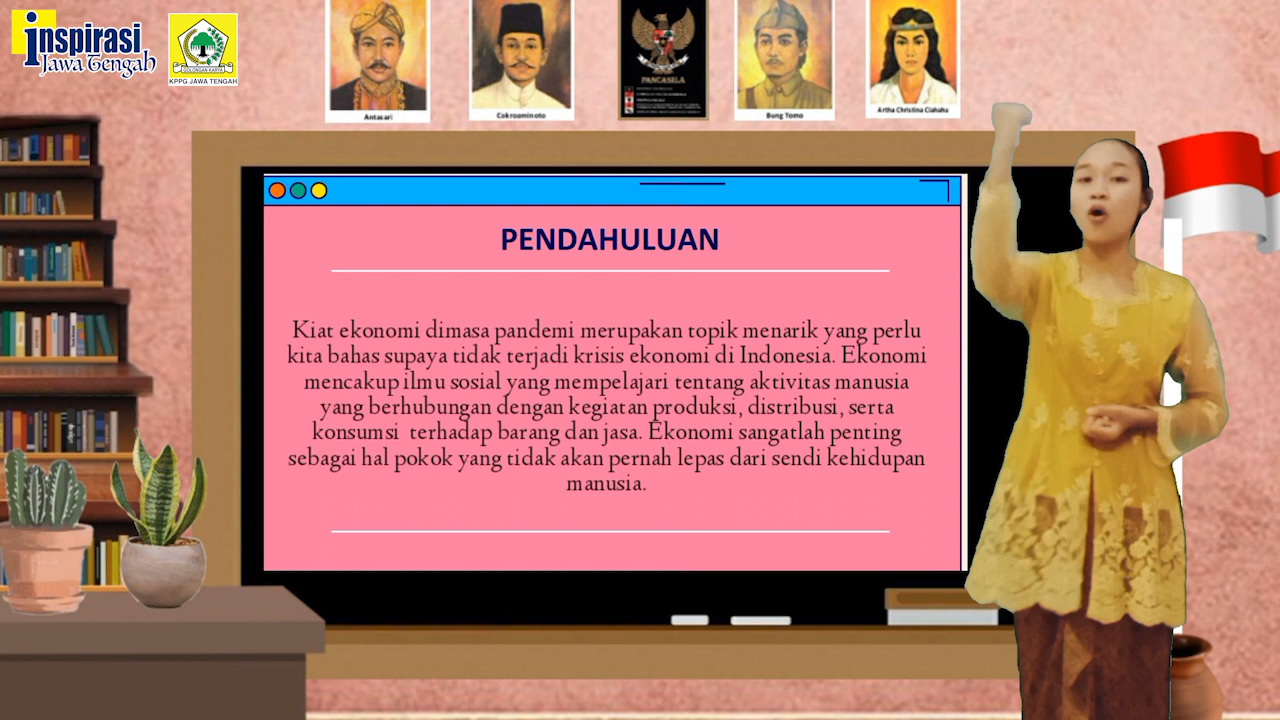 inspirasi
Jawa Tengah
GOLONGAN KARYA
KPPG JAWA TENGAH
Antasari
Cokroaminoto
PANCASILA
Bung Tomo
Artha Christina Ciahahu
PENDAHULUAN
Kiat ekonomi dimasa pandemi merupakan topik menarik yang perlu
kita bahas supaya tidak terjadi krisis ekonomi di Indonesia. Ekonomi
mencakup ilmu sosial yang mempelajari tentang aktivitas manusia
yang berhubungan dengan kegiatan produksi, distribusi, serta
konsumsi terhadap barang dan jasa. Ekonomi sangatlah penting
sebagai hal pokok yang tidak akan pernah lepas dari sendi kehidupan
manusia.
design